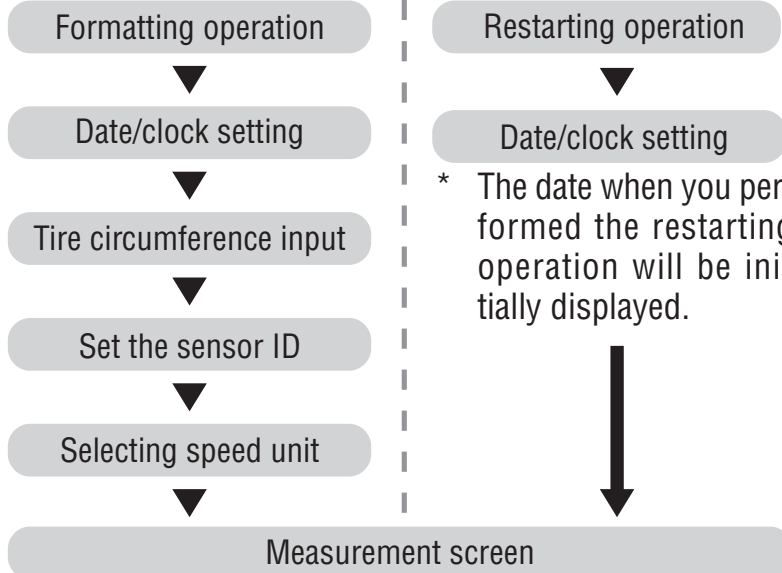 Formatting operation
Date/clock setting
Tire circumference input
Set the sensor ID
Selecting speed unit
Restarting operation
Date/clock setting
* The date when you per
formed the restarting
operation will be ini
tially displayed.
Measurement screen